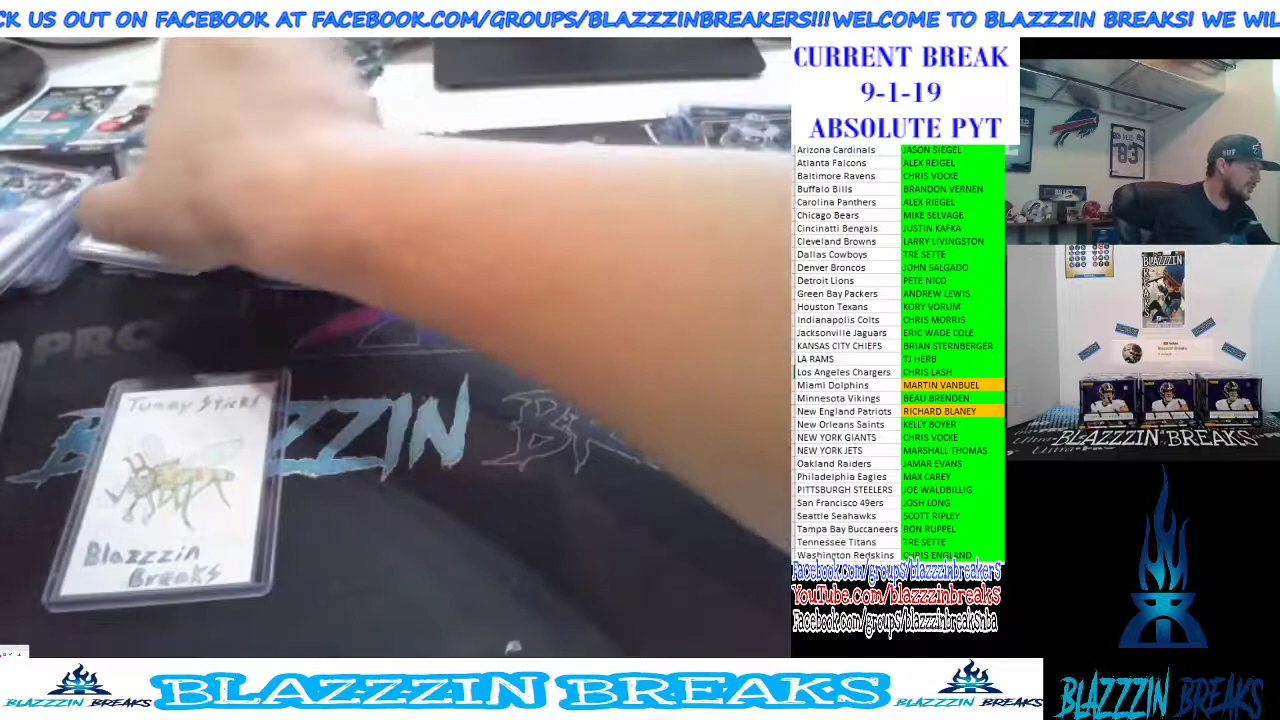 CK US OUT ON FACEBOOK AT FACEBOOK.COM/GROUPS/BLAZZZINBREAKERS!!! WELCOME TO BLAZZZIN BREAKS! WE WIL
CURRENT BREAK
9-1-19
ABSOLUTE PYT
Arizona Cardinals JASON SIEGEL
Atlanta Falcons ALEX REIGEL
Baltimore Ravens CHRIS VOCKE
Buffalo Bills BRANDON VERNEN
Carolina Panthers ALEX RIEGEL
Chicago Bears MIKE SELVAGE
Cincinatti Bengals JUSTIN KAFKA
Cleveland Browns LARRY LIVINGSTON
Dallas Cowboys TRE SETTE
Denver Broncos JOHN SALGADO
Detroit Lions PETE NICO
Green Bay Packers ANDREW LEWIS
Houston Texans KORY VORUM
Indianapolis Colts CHRIS MORRIS
Jacksonville Jaguars ERIC WADE COLE
KANSAS CITY CHIEFS BRIAN STERNBERGER
LA RAMS TJ HERB
Los Angeles Chargers CHRIS LASH
Miami Dolphins MARTIN VANBUEL
Minnesota Vikings BEAU BRENDEN
New England Patriots RICHARD BLANEY
New Orleans Saints KELLY BOYER
NEW YORK GIANTS CHRIS VOCKE
NEW YORK JETS MARSHALL THOMAS
Oakland Raiders JAMAR EVANS
Philadelphia Eagles MAX CAREY
PITTSBURGH STEELERS JOE WALDBILLIG
San Francisco 49ers JOSH LONG
Seattle Seahawks SCOTT RIPLEY
Tampa Bay Buccaneers RON RUPPEL
Tennessee Titans TRE SETTE
Washington Redskins CHRIS ENGLAND
Facebook.com/groups/blazzzinbreakers
YouTube.com/blazzzinbreaks
Facebook.com/groups/blazzzinbreaksnba
83
BLAZZZIN
BLAZZZIN BREAKS
Blazzzin
Breaks
BLAZZZIN BREAKS
BLAZZZIN BREAKS
BLAZZZIN BREAKS
BLAZZZIN BREAKS